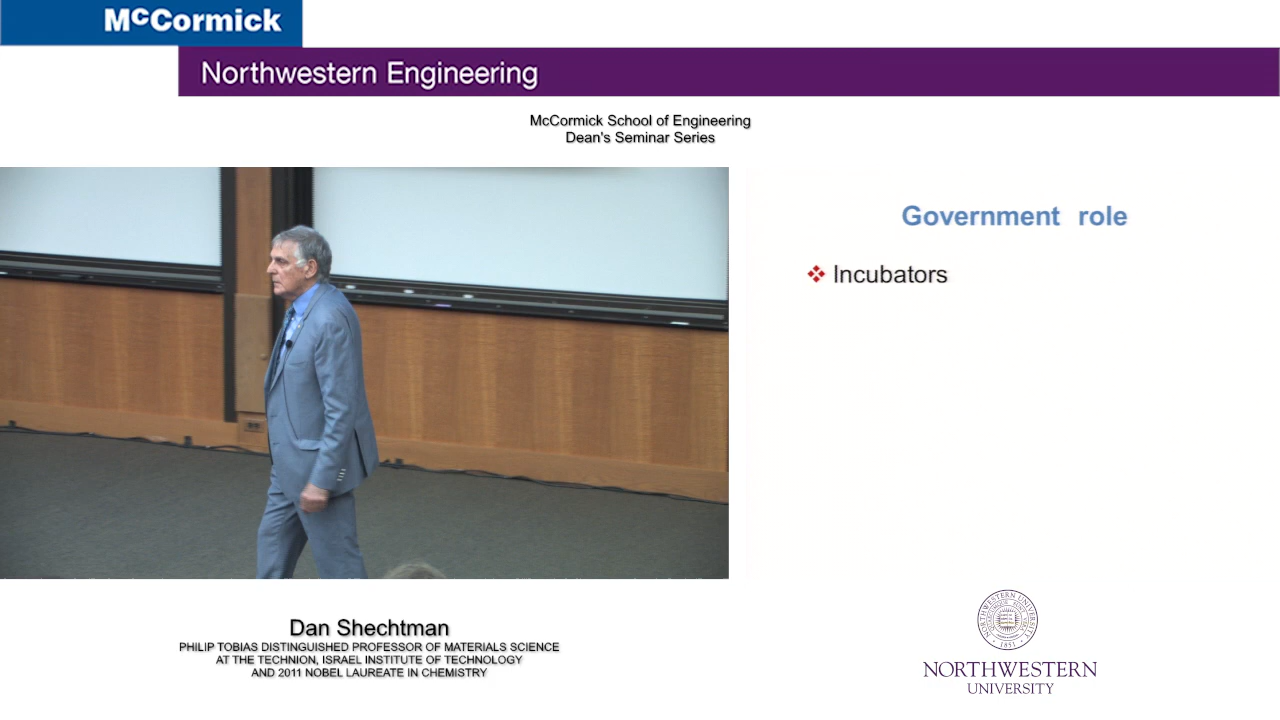 McCormick
Northwestern Engineering
McCormick School of Engineering
Dean's Seminar Series
Government role
❖ Incubators
Dan Shechtman
PHILIP TOBIAS DISTINGUISHED PROFESSOR OF MATERIALS SCIENCE
AT THE TECHNION, ISRAEL INSTITUTE OF TECHNOLOGY
AND 2011 NOBEL LAUREATE IN CHEMISTRY
1851
NORTHWESTERN
UNIVERSITY